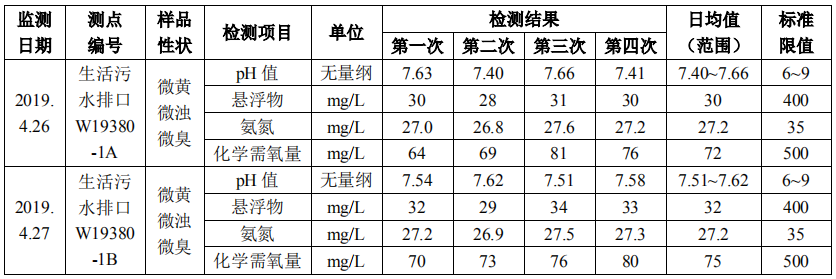 监测日期 测点编号 样品性状 检测项目 单位 检测结果 日均值（范围） 标准限值
第一次 第二次 第三次 第四次
2019.4.26 生活污水排口W19380-1A 微黄微浊微臭 pH 值 无量纲 7.63 7.40 7.66 7.41 7.40~7.66 6~9
悬浮物 mg/L 30 28 31 30 30 400
氨氮 mg/L 27.0 26.8 27.6 27.2 27.2 35
化学需氧量 mg/L 64 69 81 76 72 500
2019.4.27 生活污水排口W19380-1B 微黄微浊微臭 pH 值 无量纲 7.54 7.62 7.51 7.58 7.51~7.62 6~9
悬浮物 mg/L 32 29 34 33 32 400
氨氮 mg/L 27.2 26.9 27.5 27.3 27.2 35
化学需氧量 mg/L 70 73 76 80 75 500